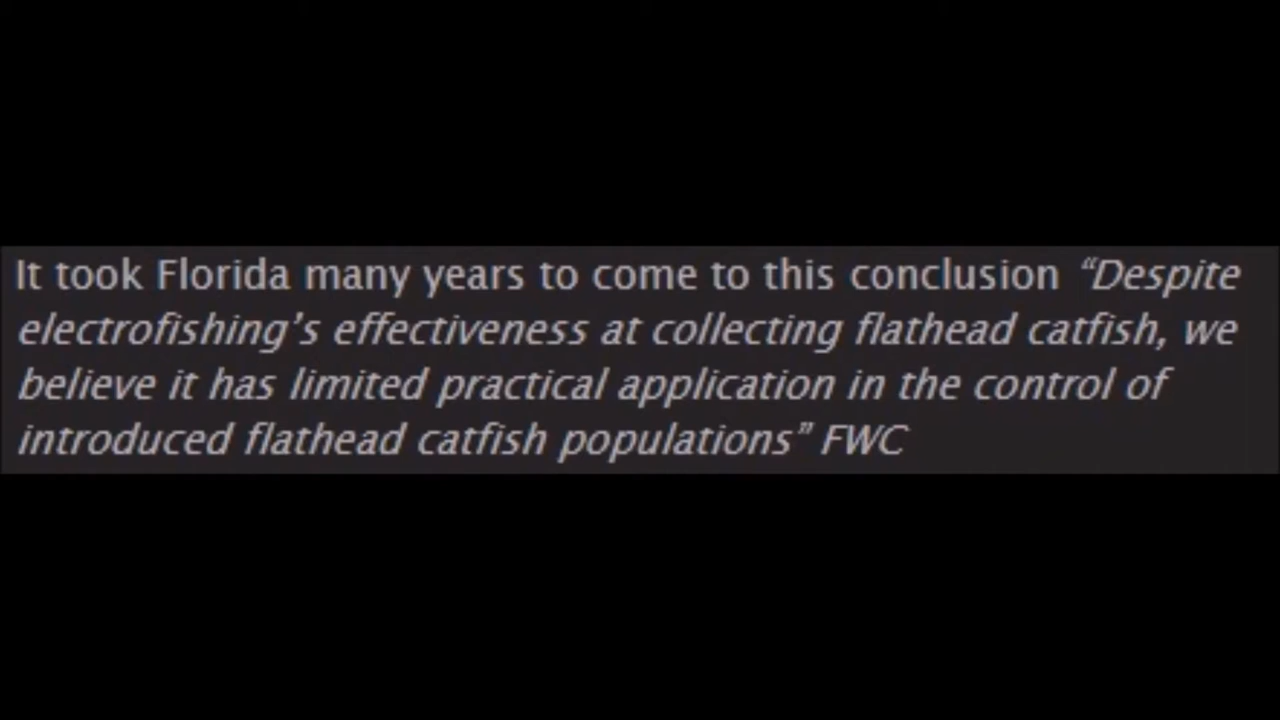 It took Florida many years to come to this conclusion “Despite
electrofishing’s effectiveness at collecting flathead catfish, we
believe it has limited practical application in the control of
introduced flathead catfish populations” FWC